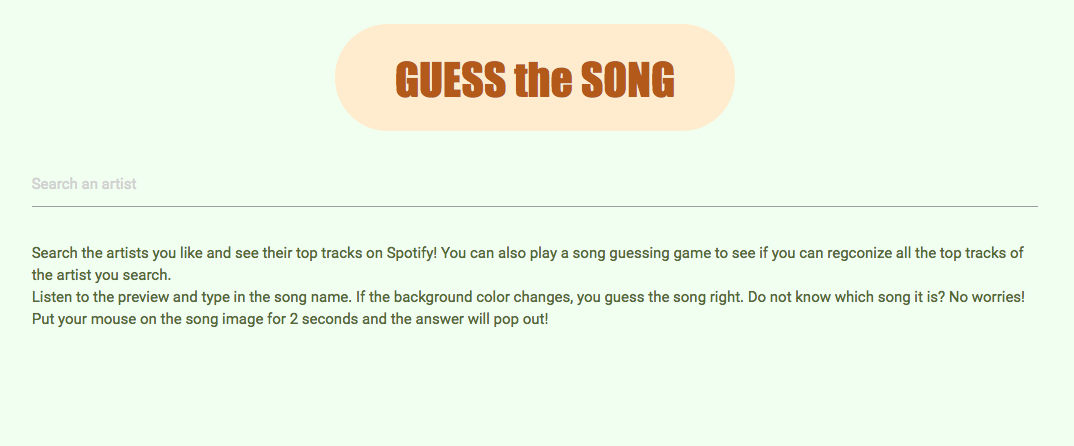 GUESS the SONG
Search an artist
Search the artists you like and see their top tracks on Spotify! You can also play a song guessing game to see if you can regconize all the top tracks of
the artist you search.
Listen to the preview and type in the song name. If the background color changes, you guess the song right. Do not know which song it is? No worries!
Put your mouse on the song image for 2 seconds and the answer will pop out!